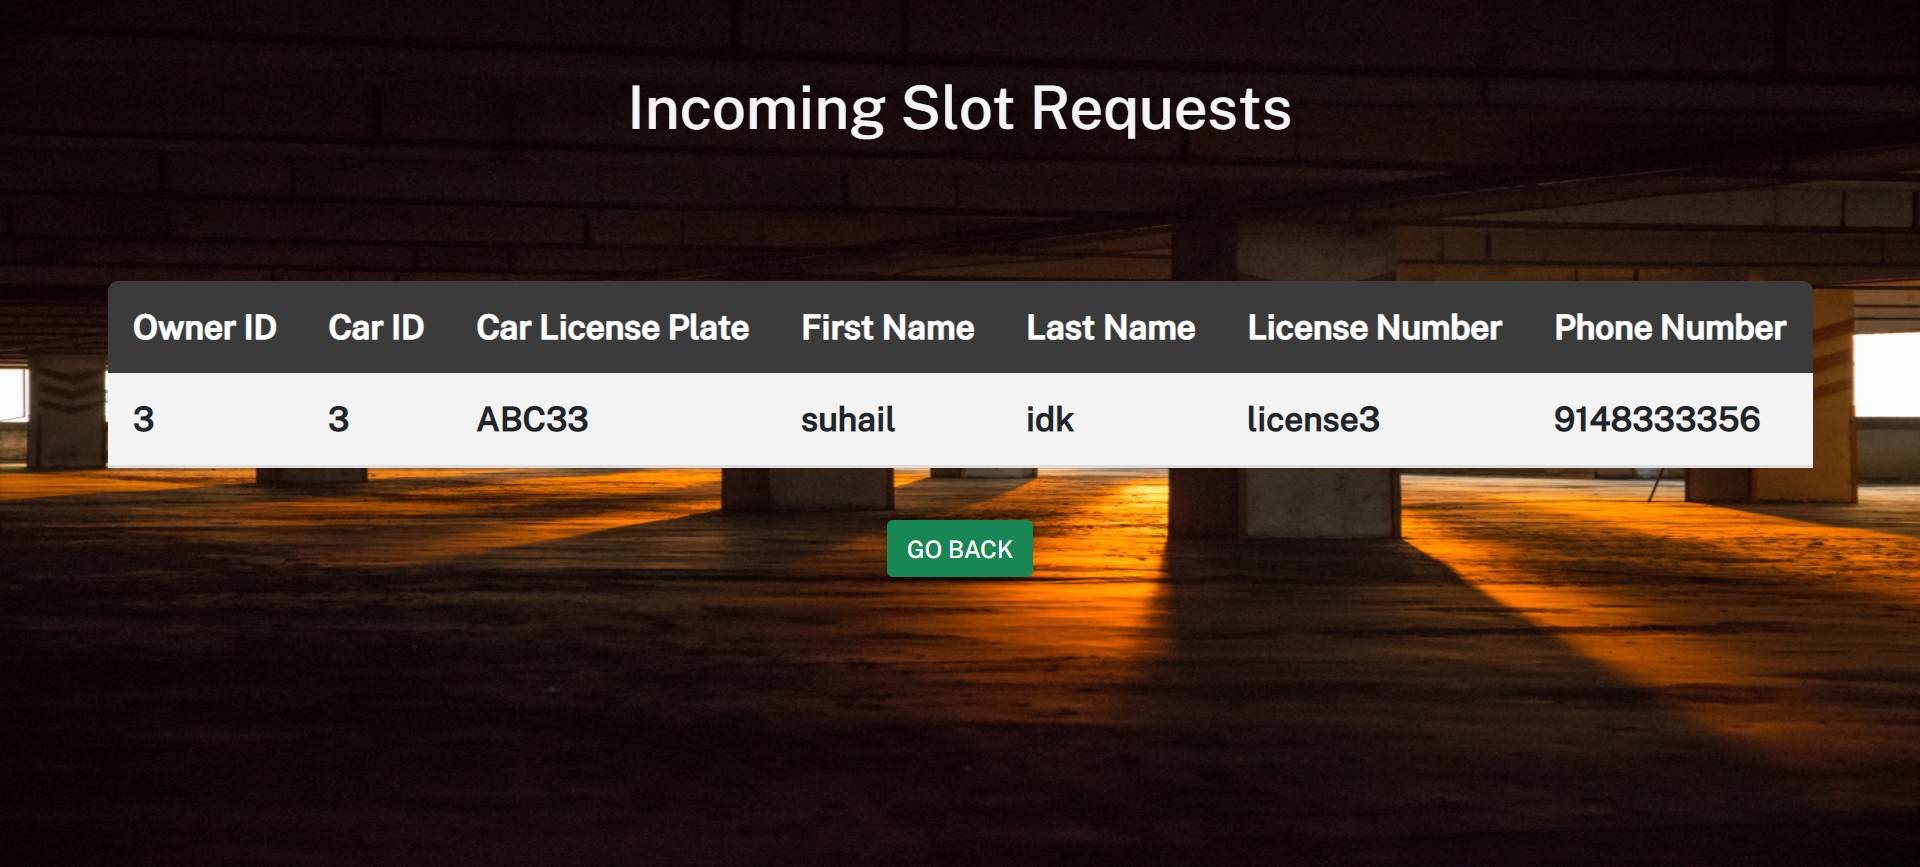 Incoming Slot Requests
Owner ID Car ID Car License Plate First Name Last Name License Number Phone Number
3 3 ABC33 suhail idk license3 9148333356
GO BACK